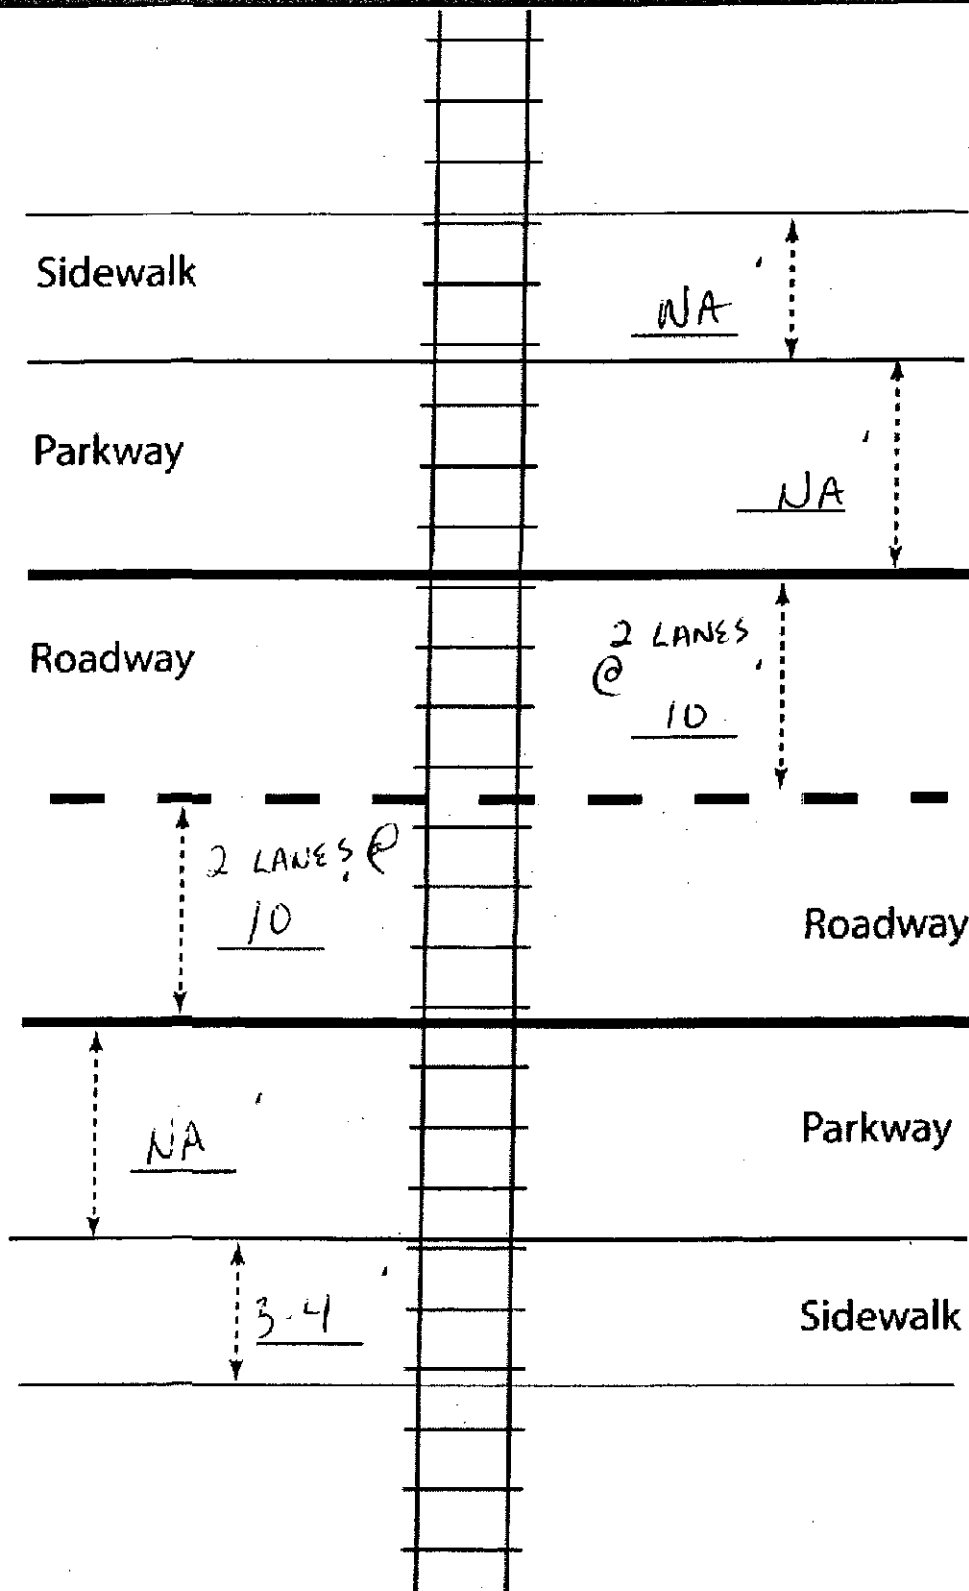 Sidewalk
NA '
Parkway
NA '
Roadway
2 LANES
@ '
10
2 LANES @
'
10
Roadway
NA '
Parkway
3-4 '
Sidewalk